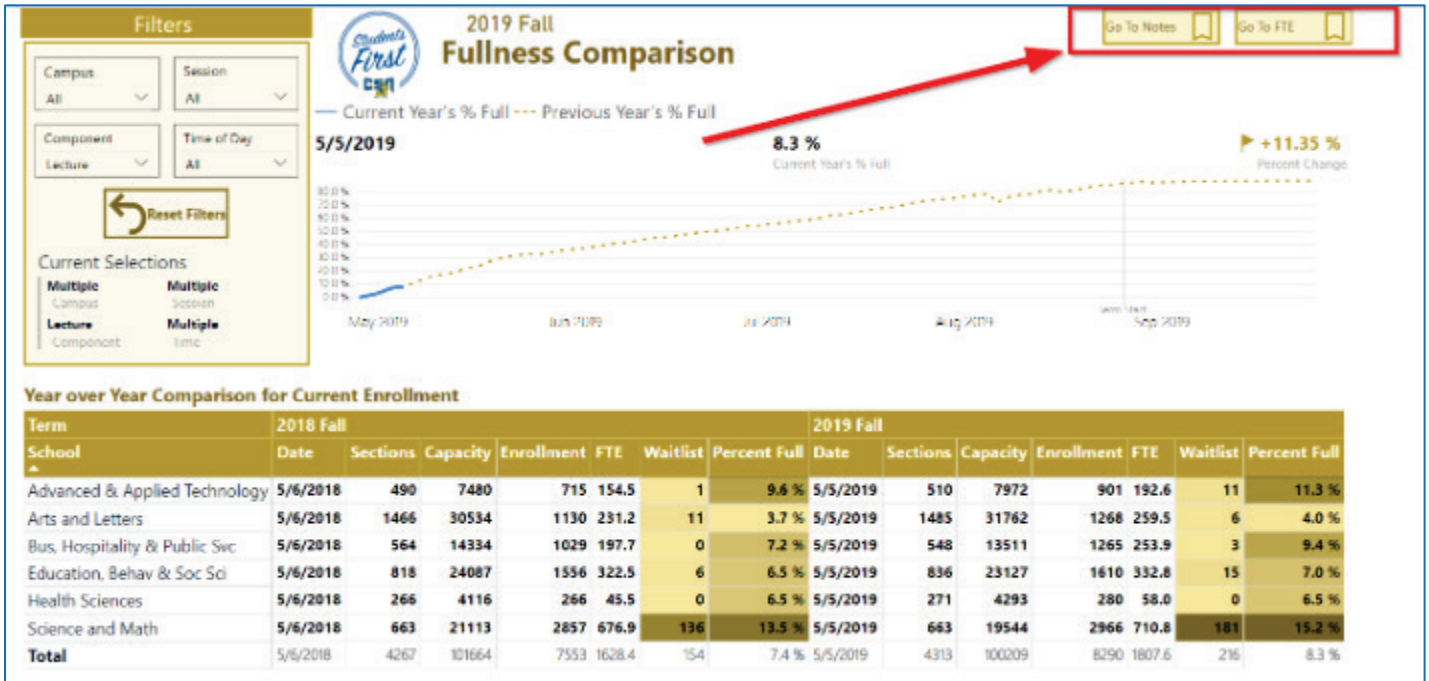 Filters
Campus
All
Session
All
Component
Lecture
Time of Day
All
Reset Filters
Current Selections
Multiple
Campus
Multiple
Session
Lecture
Component
Multiple
Time
Students
First
CSN
2019 Fall
Fullness Comparison
Go To Notes
Go To FTE
Current Year's % Full --- Previous Year's % Full
5/5/2019
8.3 %
Current Year's % Full
+11.35 %
Percent Change
May 2019 Jun 2019 Jul 2019 Aug 2019 Sep 2019
Year over Year Comparison for Current Enrollment
Term 2018 Fall 2019 Fall
School Date Sections Capacity Enrollment FTE Waitlist Percent Full Date Sections Capacity Enrollment FTE Waitlist Percent Full
Advanced & Applied Technology 5/6/2018 490 7480 715 154.5 1 9.6 % 5/5/2019 510 7972 901 192.6 11 11.3 %
Arts and Letters 5/6/2018 1466 30534 1130 231.2 11 3.7 % 5/5/2019 1485 31762 1268 259.5 6 4.0 %
Bus, Hospitality & Public Svc 5/6/2018 564 14334 1029 197.7 0 7.2 % 5/5/2019 548 13511 1265 253.9 3 9.4 %
Education, Behav & Soc Sci 5/6/2018 818 24087 1556 322.5 6 6.5 % 5/5/2019 836 23127 1610 332.8 15 7.0 %
Health Sciences 5/6/2018 266 4116 266 45.5 0 6.5 % 5/5/2019 271 4293 280 58.0 0 6.5 %
Science and Math 5/6/2018 663 21113 2857 676.9 136 13.5 % 5/5/2019 663 19544 2966 710.8 181 15.2 %
Total 5/6/2018 4267 101664 7553 1628.4 154 7.4 % 5/5/2019 4313 100209 8290 1807.6 216 8.3 %